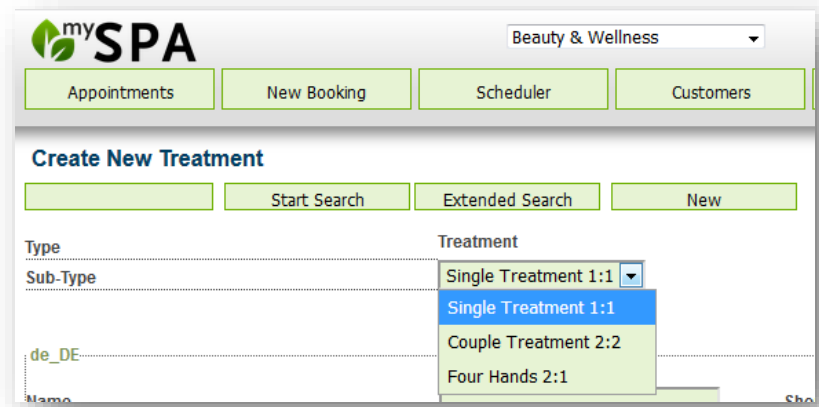 mySPA
Beauty & Wellness
Appointments New Booking Scheduler Customers
Create New Treatment
Start Search Extended Search New
Type Treatment
Sub-Type Single Treatment 1:1
Single Treatment 1:1
Couple Treatment 2:2
Four Hands 2:1
de_DE
Name